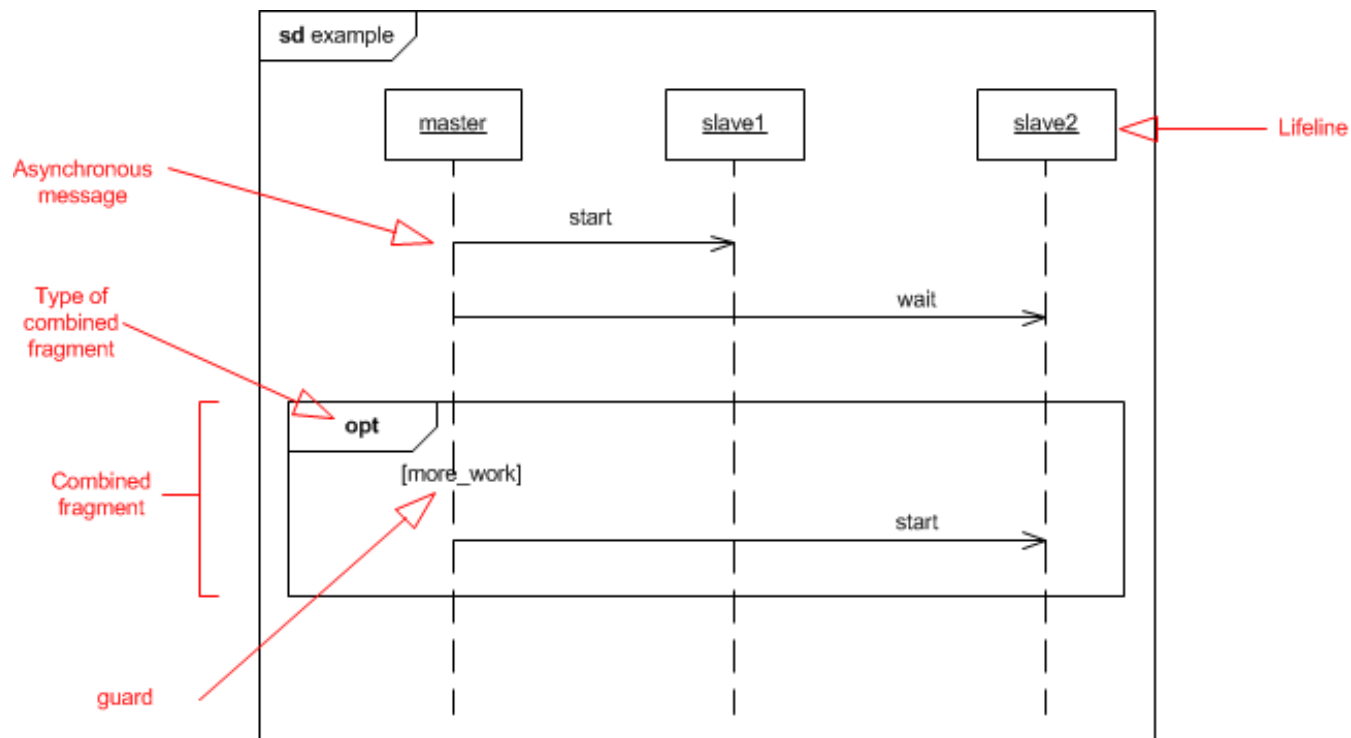 sd example
master
slave1
slave2
Lifeline
Asynchronous
message
start
Type of
combined
fragment
wait
opt
[more_work]
Combined
fragment
start
guard